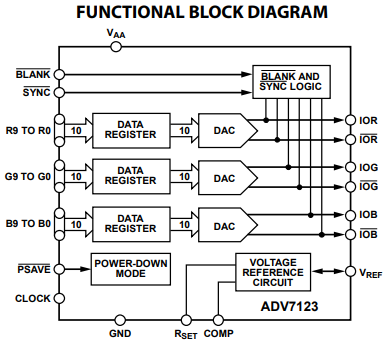 FUNCTIONAL BLOCK DIAGRAM
VAA
BLANK
SYNC
BLANK AND
SYNC LOGIC
R9 TO R0
10
DATA
REGISTER
10
DAC
IOR
IOR
G9 TO G0
10
DATA
REGISTER
10
DAC
IOG
IOG
B9 TO B0
10
DATA
REGISTER
10
DAC
IOB
IOB
PSAVE
POWER-DOWN
MODE
VOLTAGE
REFERENCE
CIRCUIT
VREF
CLOCK
ADV7123
GND
RSET
COMP